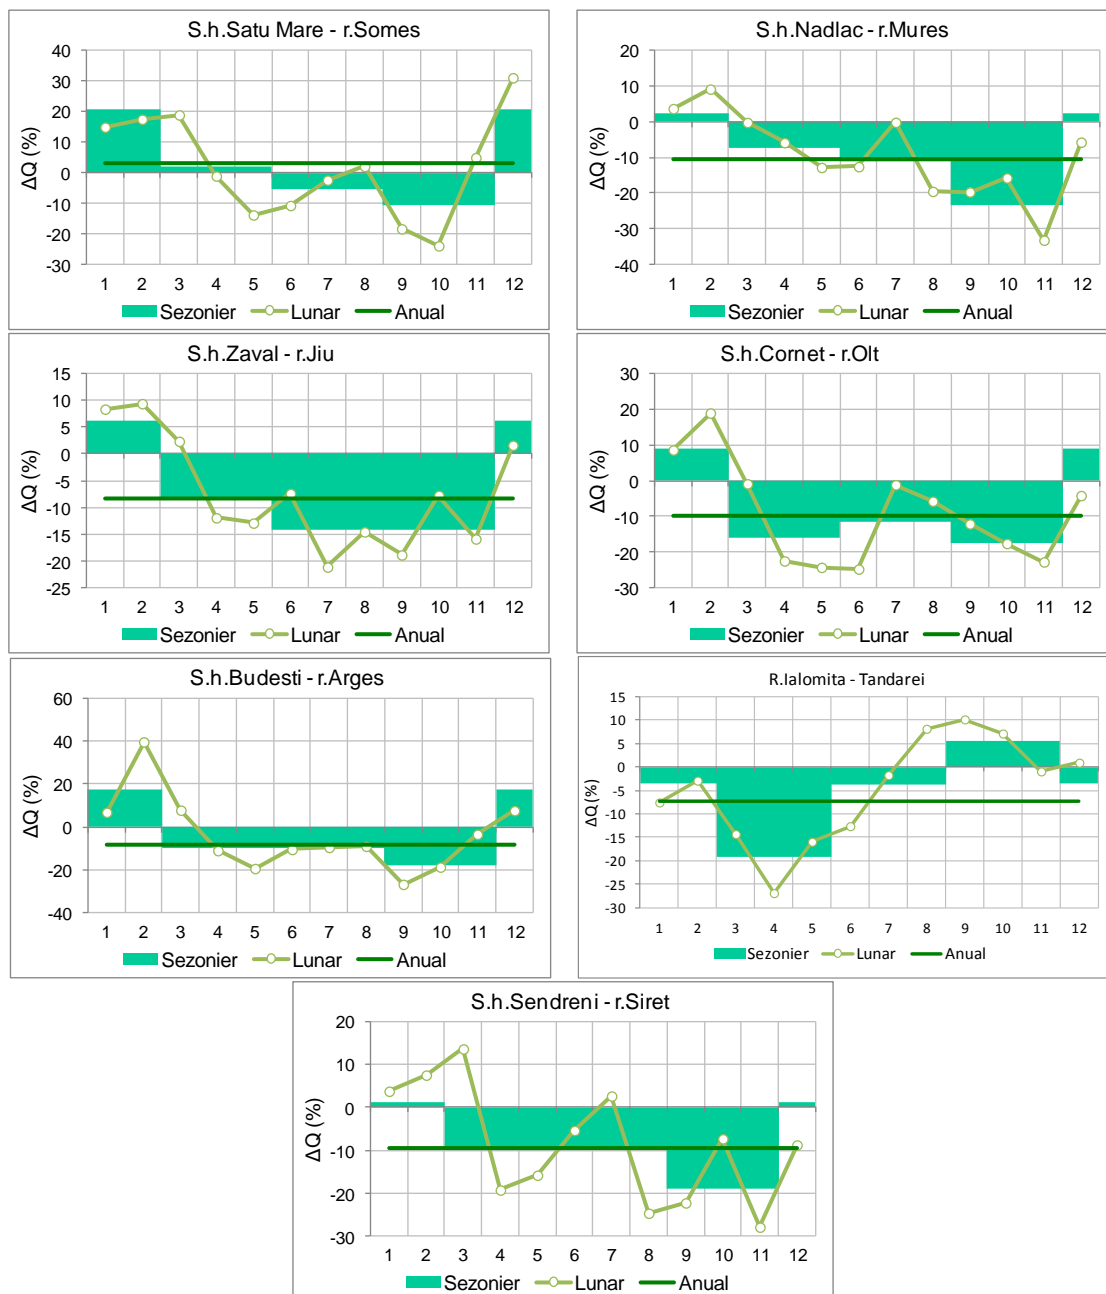 S.h.Satu Mare - r.Somes
ΔQ (%)
40
30
20
10
0
-10
-20
-30
1 2 3 4 5 6 7 8 9 10 11 12
Sezonier Lunar Anual
S.h.Nadlac - r.Mures
ΔQ (%)
20
10
0
-10
-20
-30
-40
1 2 3 4 5 6 7 8 9 10 11 12
Sezonier Lunar Anual
S.h.Zaval - r.Jiu
ΔQ (%)
15
10
5
0
-5
-10
-15
-20
-25
1 2 3 4 5 6 7 8 9 10 11 12
Sezonier Lunar Anual
S.h.Cornet - r.Olt
ΔQ (%)
30
20
10
0
-10
-20
-30
1 2 3 4 5 6 7 8 9 10 11 12
Sezonier Lunar Anual
S.h.Budesti - r.Arges
ΔQ (%)
60
40
20
0
-20
-40
1 2 3 4 5 6 7 8 9 10 11 12
Sezonier Lunar Anual
R.Ialomita - Tandarei
ΔQ (%)
15
10
5
0
-5
-10
-15
-20
-25
-30
1 2 3 4 5 6 7 8 9 10 11 12
Sezonier Lunar Anual
S.h.Sendreni - r.Siret
ΔQ (%)
20
10
0
-10
-20
-30
1 2 3 4 5 6 7 8 9 10 11 12
Sezonier Lunar Anual